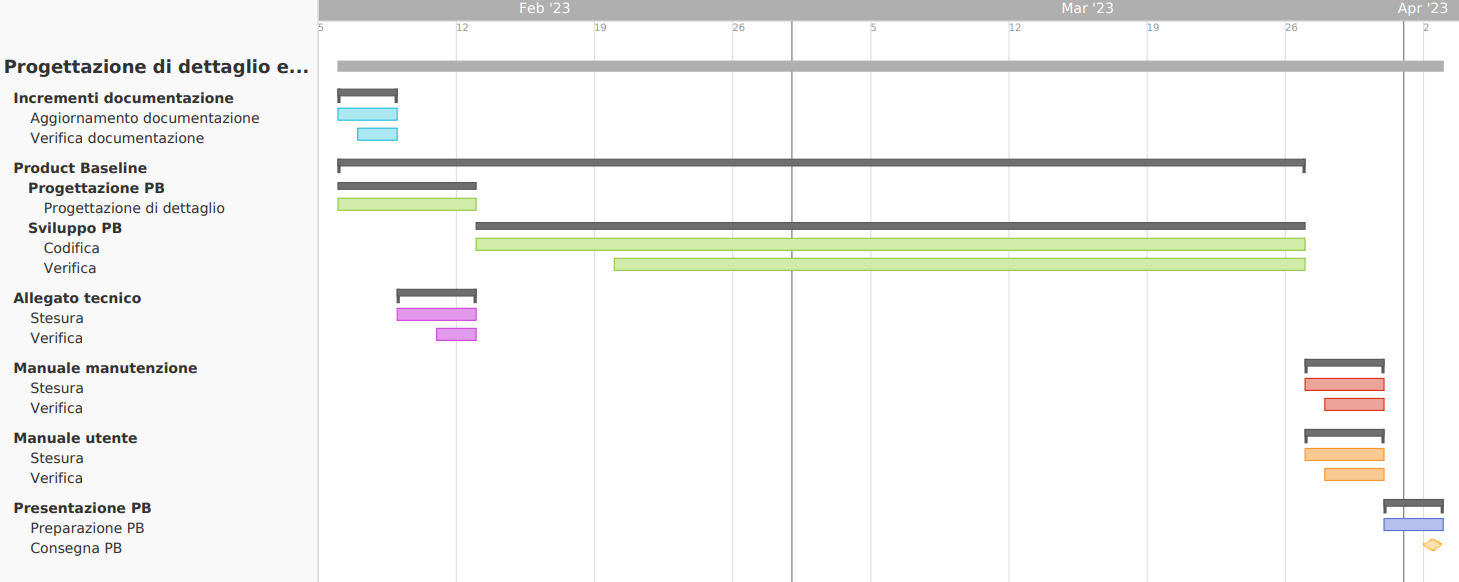 Feb '23 Mar '23 Apr '23
5 12 19 26 5 12 19 26 2
Progettazione di dettaglio e...
Incrementi documentazione
Aggiornamento documentazione
Verifica documentazione
Product Baseline
Progettazione PB
Progettazione di dettaglio
Sviluppo PB
Codifica
Verifica
Allegato tecnico
Stesura
Verifica
Manuale manutenzione
Stesura
Verifica
Manuale utente
Stesura
Verifica
Presentazione PB
Preparazione PB
Consegna PB